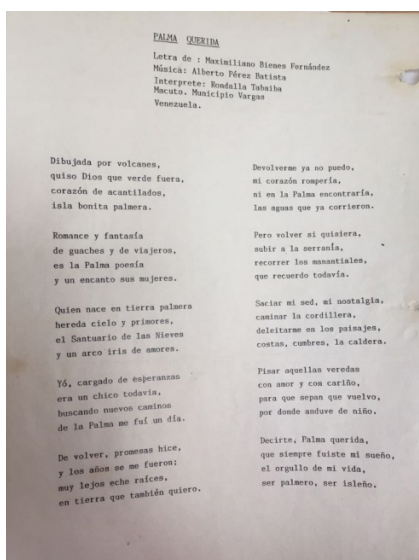 PALMA QUERIDA
Letra de : Maximiliano Bienes Fernández
Música: Alberto Pérez Batista
Interprete: Rondalla Tabaiba
Macuto. Municipio Vargas
Venezuela.
Dibujada por volcanes,
quiso Dios que verde fuera,
corazón de acantilados,
isla bonita palmera.
Romance y fantasía
de guaches y de viajeros,
es la Palma poesía
y un encanto sus mujeres.
Quien nace en tierra palmera
hereda cielo y primores,
el Santuario de las Nieves
y un arco iris de amores.
Yó, cargado de esperanzas
era un chico todavía,
buscando nuevos caminos
de la Palma me fuí un día.
De volver, promesas hice,
y los años se me fueron;
muy lejos eche raíces,
en tierra que también quiero.
Devolverme ya no puedo,
mi corazón rompería,
ni en la Palma encontraría,
las aguas que ya corrieron.
Pero volver si quisiera,
subir a la serranía,
recorrer los manantiales,
que recuerdo todavía.
Saciar mi sed, mi nostalgia,
caminar la cordillera,
deleitarme en los paisajes,
costas, cumbres, la caldera.
Pisar aquellas veredas
con amor y con cariño,
para que sepan que vuelvo,
por donde anduve de niño.
Decirte, Palma querida,
que siempre fuiste mi sueño,
el orgullo de mi vida,
ser palmero, ser isleño.